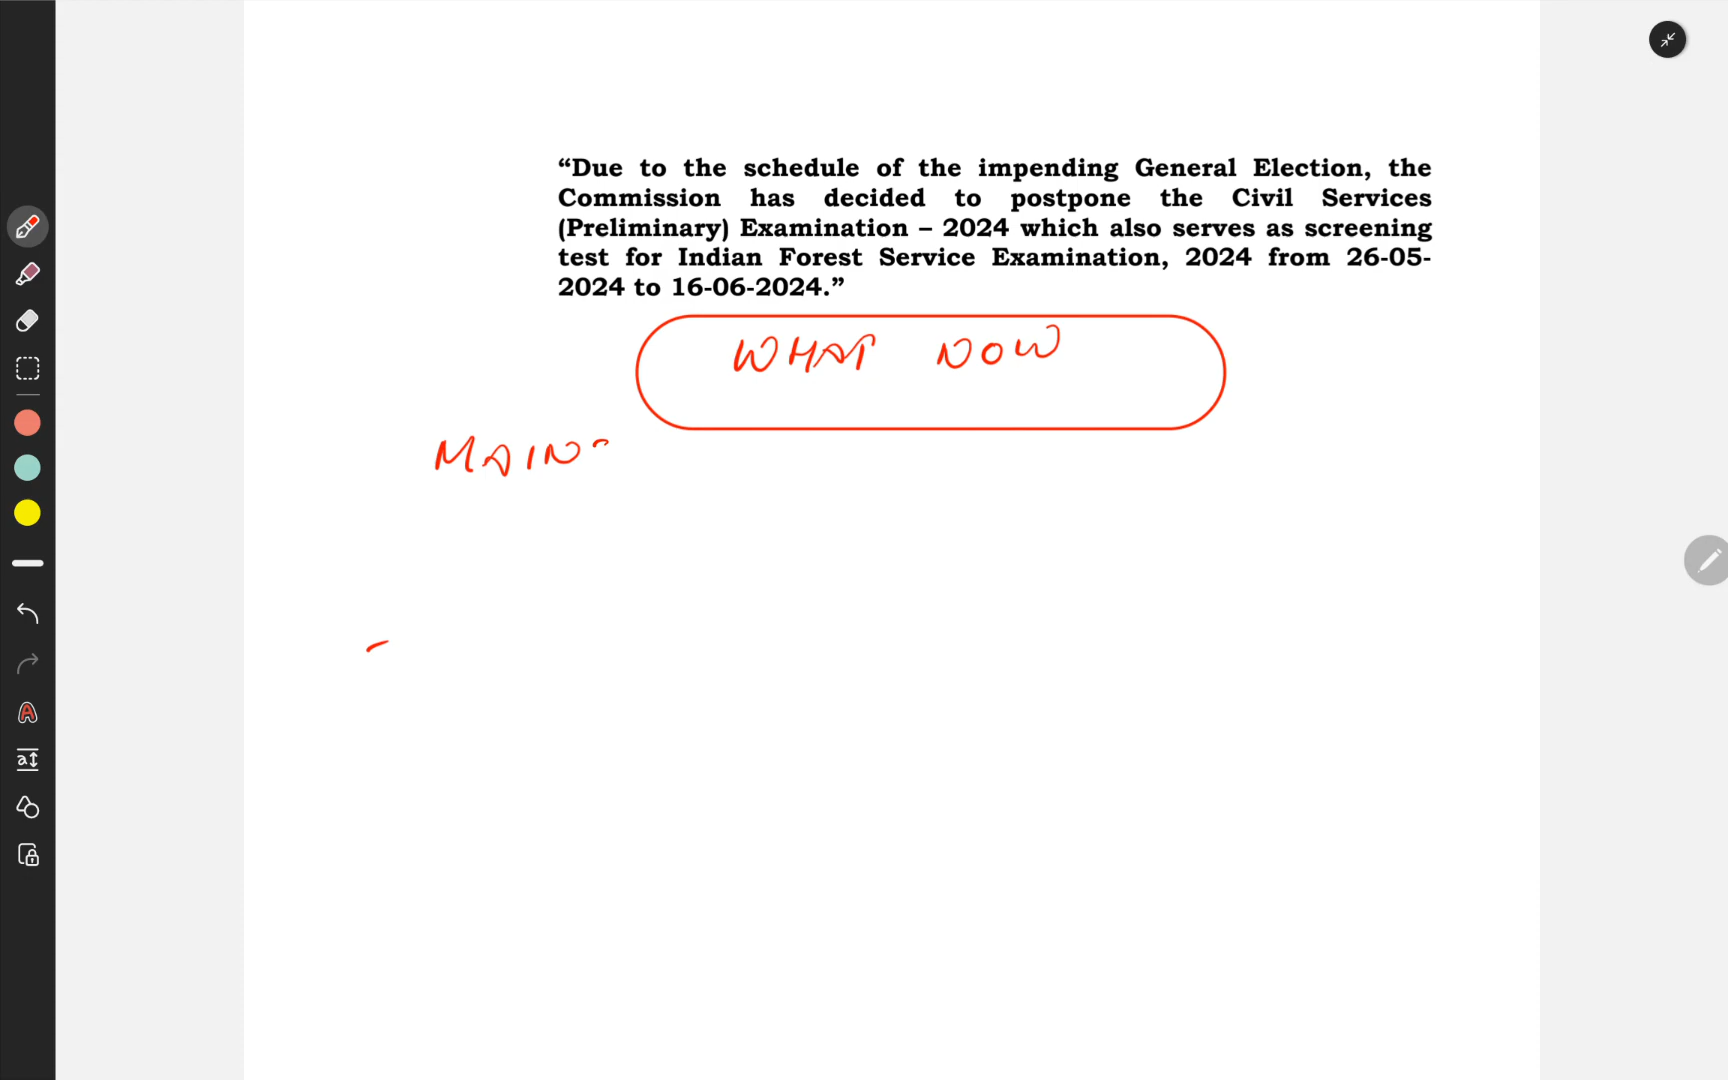 “Due to the schedule of the impending General Election, the
Commission has decided to postpone the Civil Services
(Preliminary) Examination – 2024 which also serves as screening
test for Indian Forest Service Examination, 2024 from 26-05-
2024 to 16-06-2024.”
WHAT NOW
MAIN